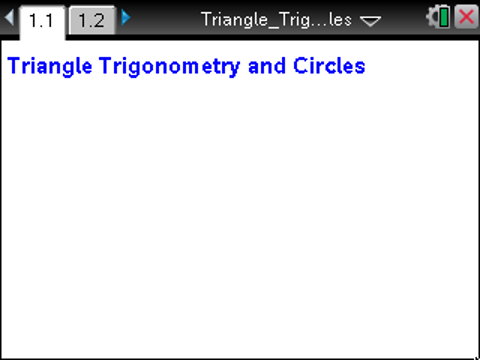 1.1 1.2 Triangle_Trig...les
Triangle Trigonometry and Circles